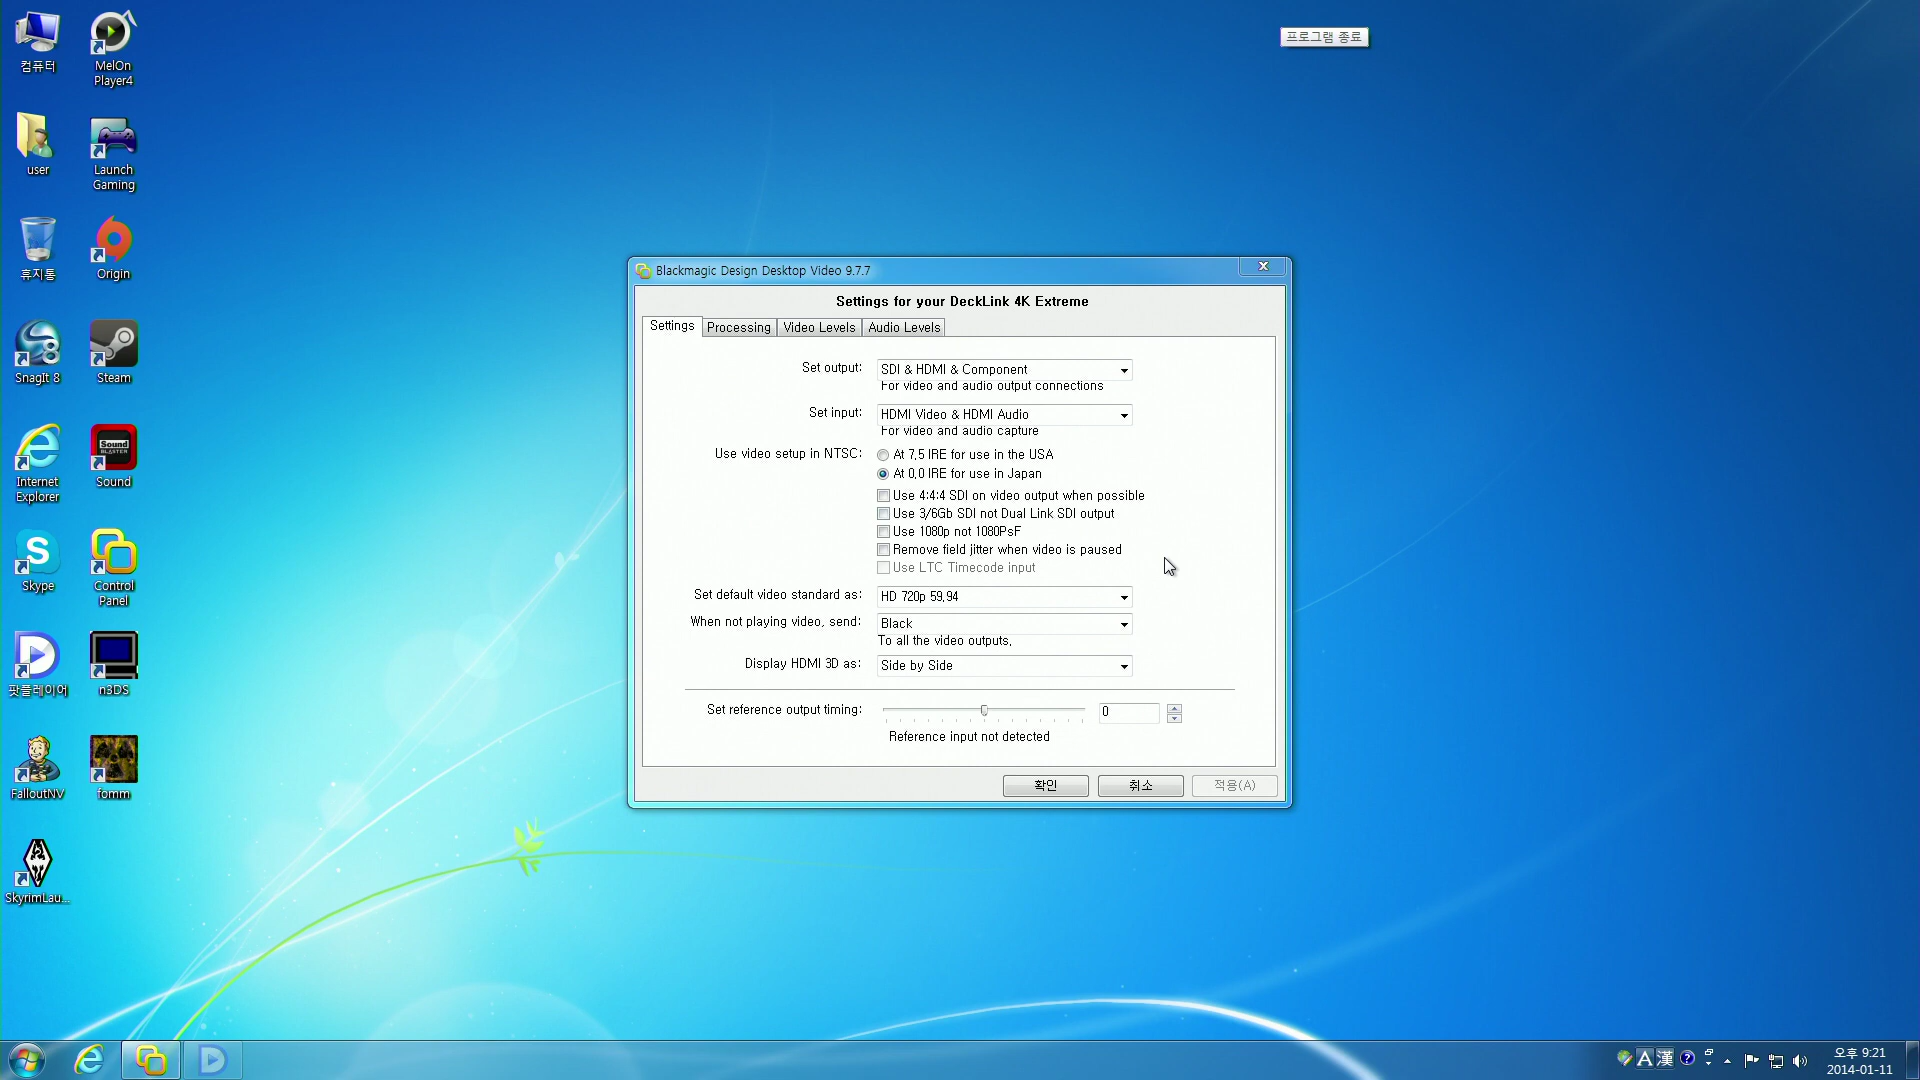 컴퓨터
MelOn
Player4
user
Launch
Gaming
휴지통
Origin
SnagIt 8
Steam
Internet
Explorer
Sound
BLASTER
Sound
Skype
Control
Panel
팟플레이어
n3DS
FalloutNV
fomm
SkyrimLau...
프로그램 종료
Blackmagic Design Desktop Video 9.7.7
Settings for your DeckLink 4K Extreme
Settings
Processing
Video Levels
Audio Levels
Set output:
SDI & HDMI & Component
For video and audio output connections
Set input:
HDMI Video & HDMI Audio
For video and audio capture
Use video setup in NTSC:
At 7.5 IRE for use in the USA
At 0.0 IRE for use in Japan
Use 4:4:4 SDI on video output when possible
Use 3/6Gb SDI not Dual Link SDI output
Use 1080p not 1080PsF
Remove field jitter when video is paused
Use LTC Timecode input
Set default video standard as:
HD 720p 59.94
When not playing video, send:
Black
To all the video outputs.
Display HDMI 3D as:
Side by Side
Set reference output timing:
0
Reference input not detected
확인
취소
적용(A)
A 漢
오후 9:21
2014-01-11